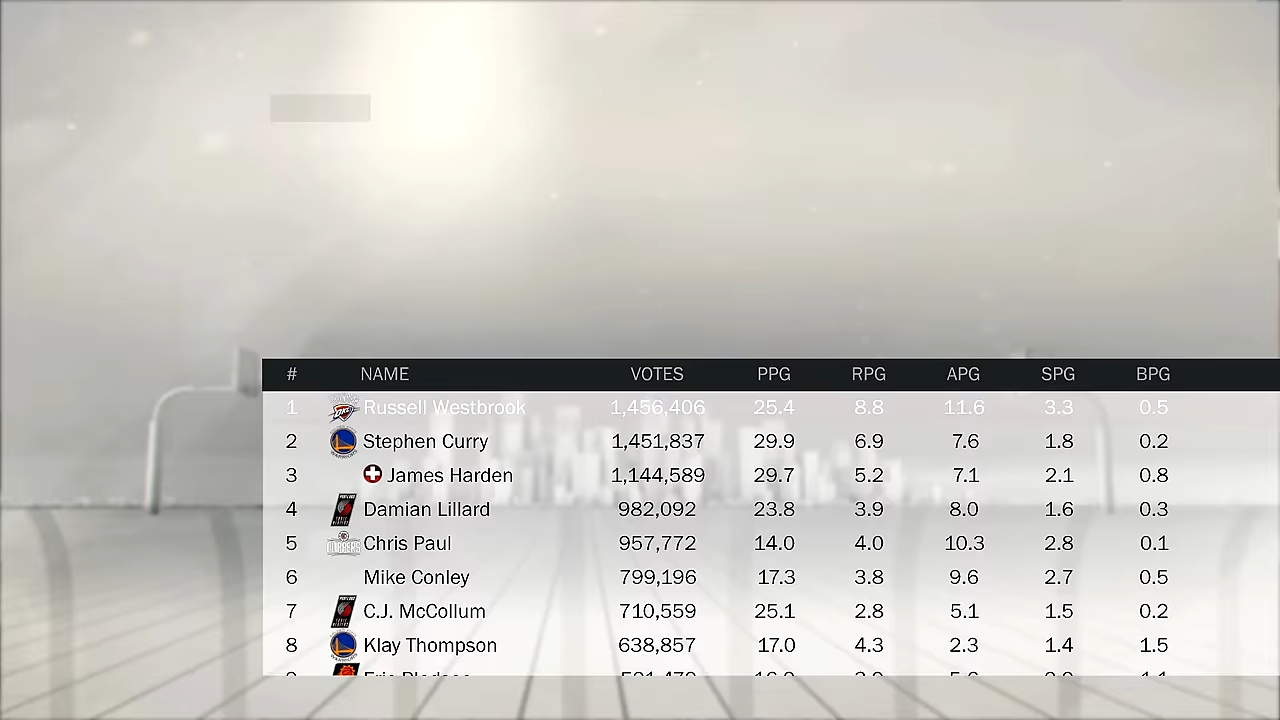 # NAME VOTES PPG RPG APG SPG BPG
1 Russell Westbrook 1,456,406 25.4 8.8 11.6 3.3 0.5
2 Stephen Curry 1,451,837 29.9 6.9 7.6 1.8 0.2
3 James Harden 1,144,589 29.7 5.2 7.1 2.1 0.8
4 Damian Lillard 982,092 23.8 3.9 8.0 1.6 0.3
5 Chris Paul 957,772 14.0 4.0 10.3 2.8 0.1
6 Mike Conley 799,196 17.3 3.8 9.6 2.7 0.5
7 C.J. McCollum 710,559 25.1 2.8 5.1 1.5 0.2
8 Klay Thompson 638,857 17.0 4.3 2.3 1.4 1.5